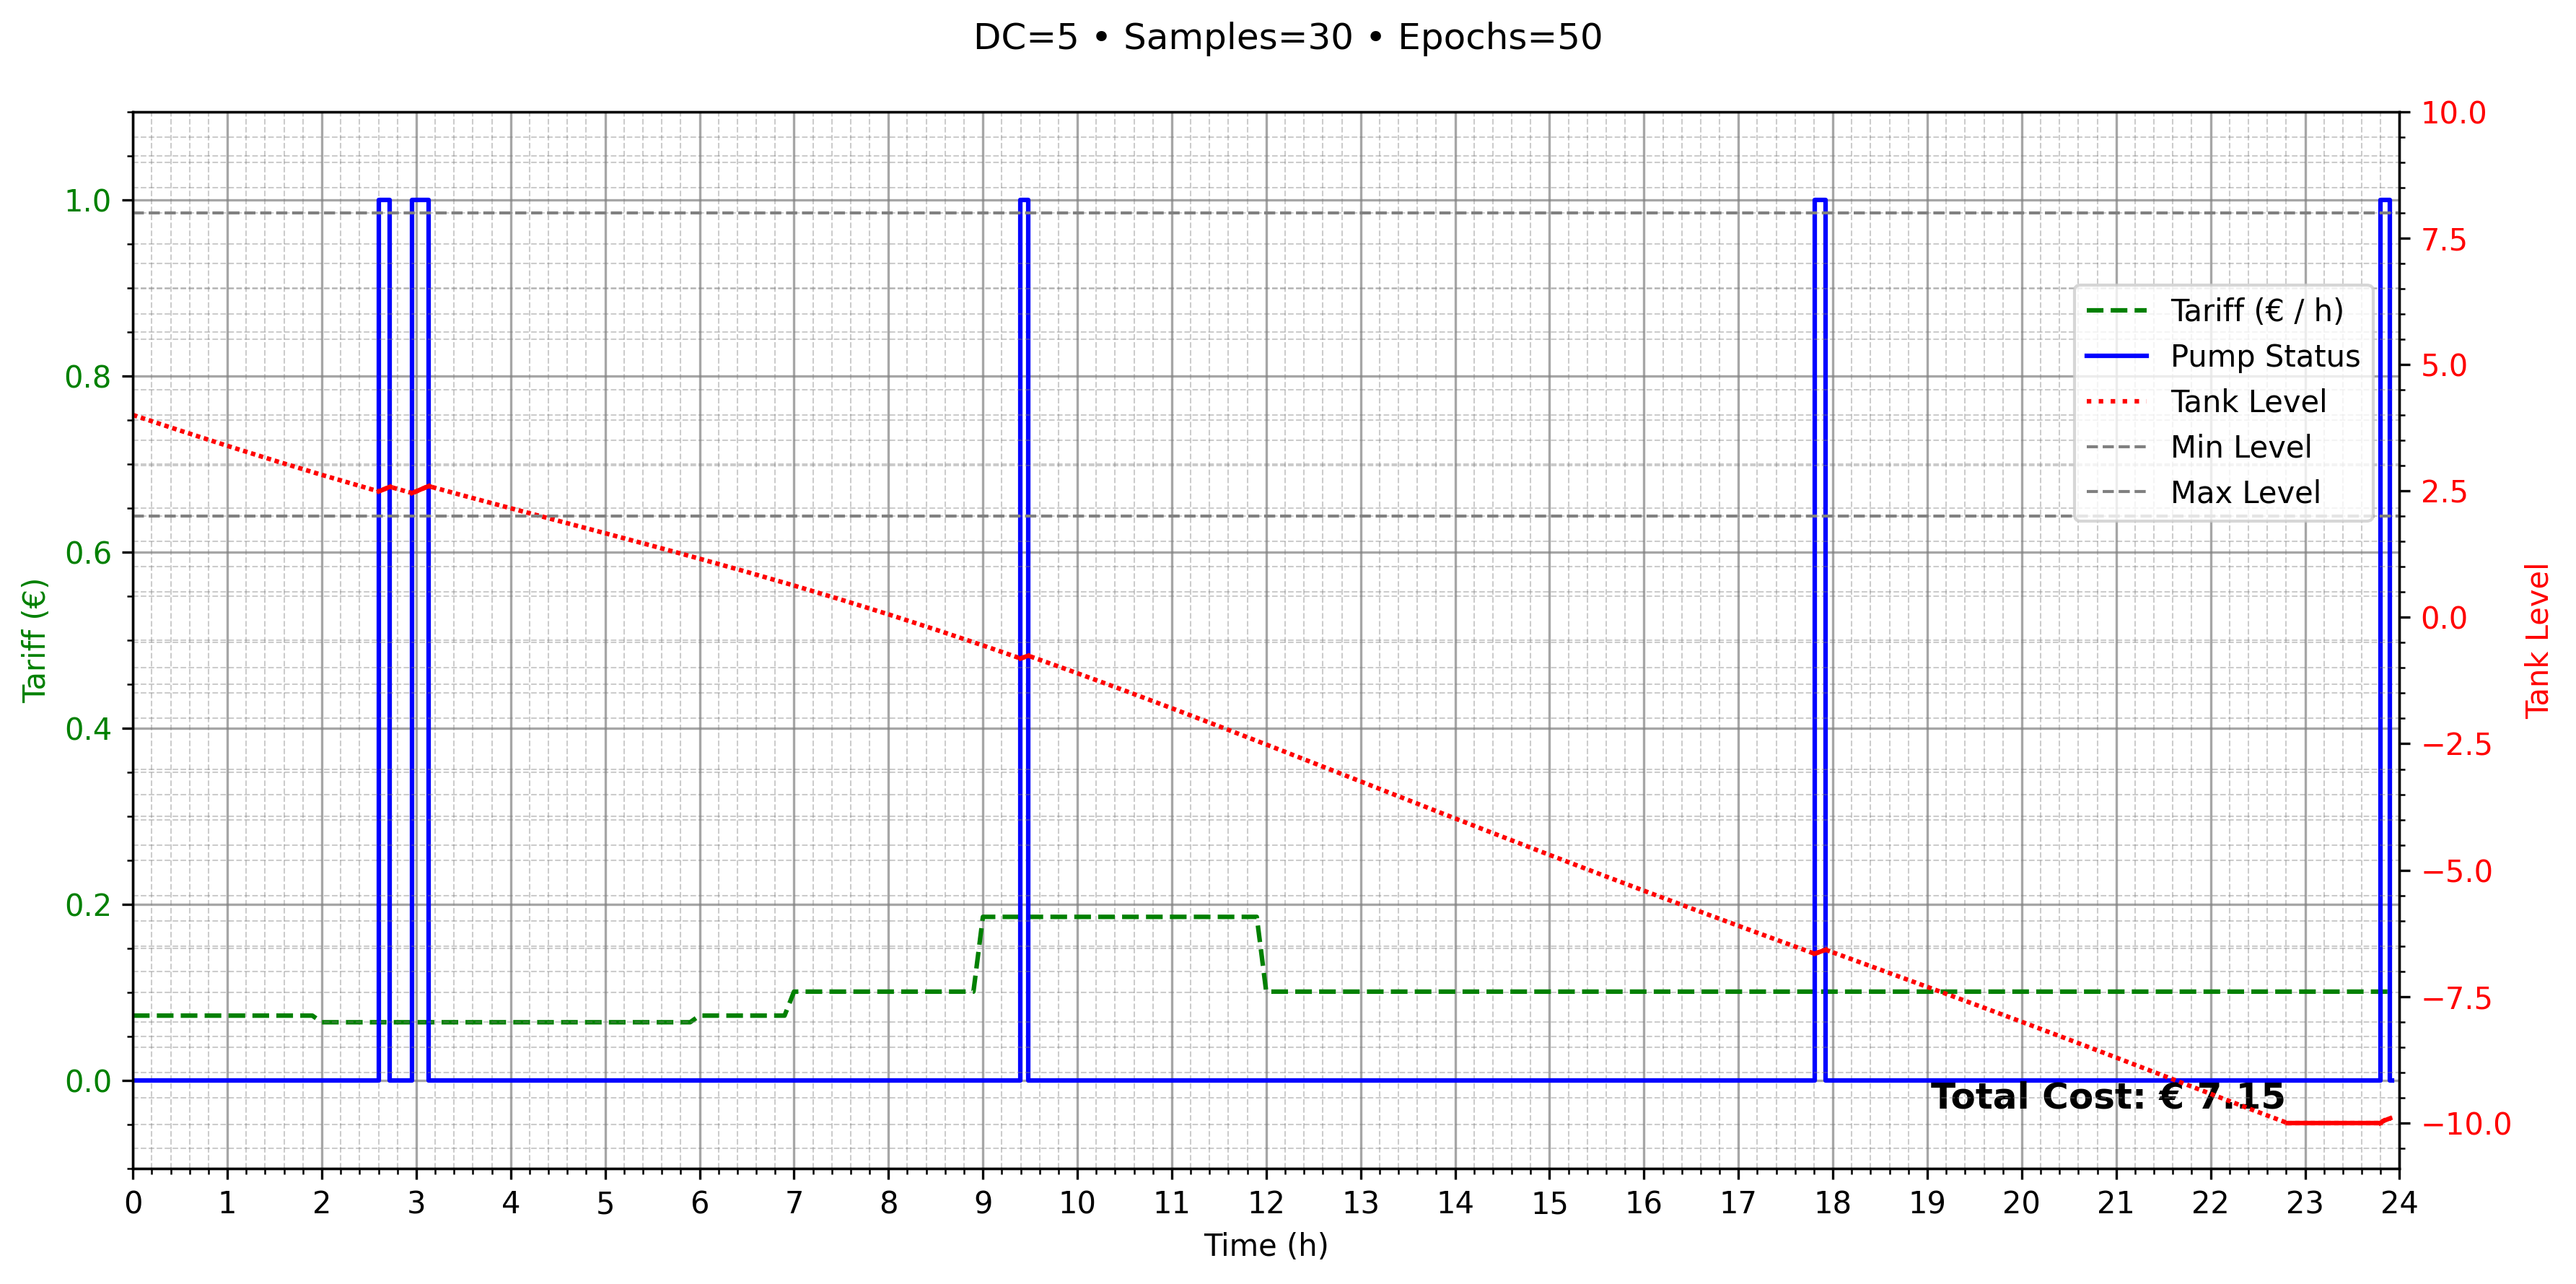 DC=5 • Samples=30 • Epochs=50
1.0
0.8
0.6
0.4
0.2
0.0
Tariff (€)
10.0
7.5
5.0
2.5
0.0
−2.5
−5.0
−7.5
−10.0
Tank Level
Tariff (€ / h)
Pump Status
Tank Level
Min Level
Max Level
Total Cost: € 7.15
0 1 2 3 4 5 6 7 8 9 10 11 12 13 14 15 16 17 18 19 20 21 22 23 24
Time (h)